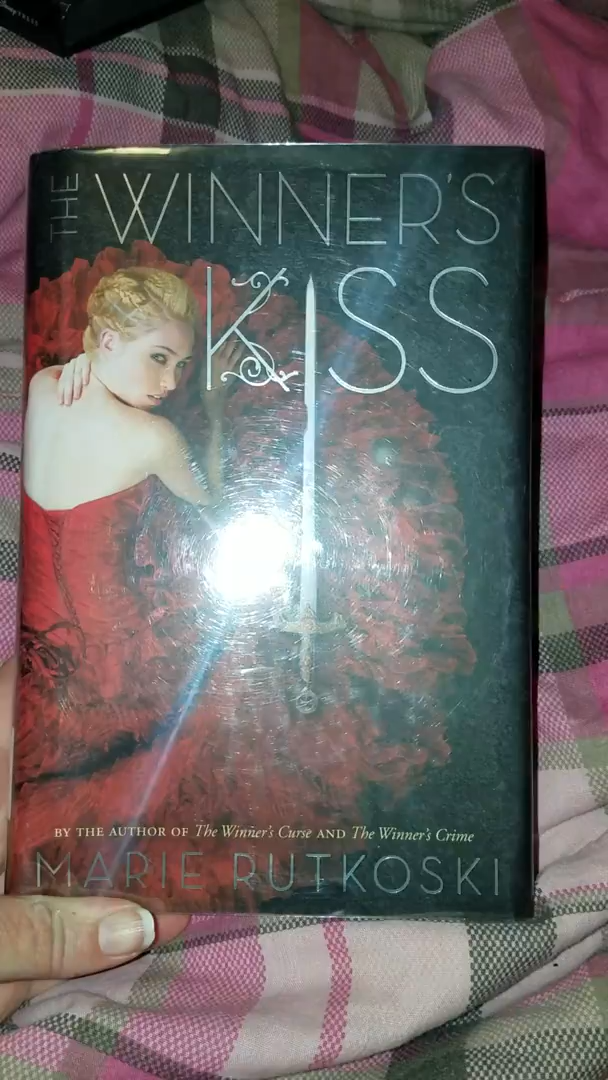 THE WINNER'S
KISS
BY THE AUTHOR OF The Winner's Curse AND The Winner's Crime
MARIE RUTKOSKI